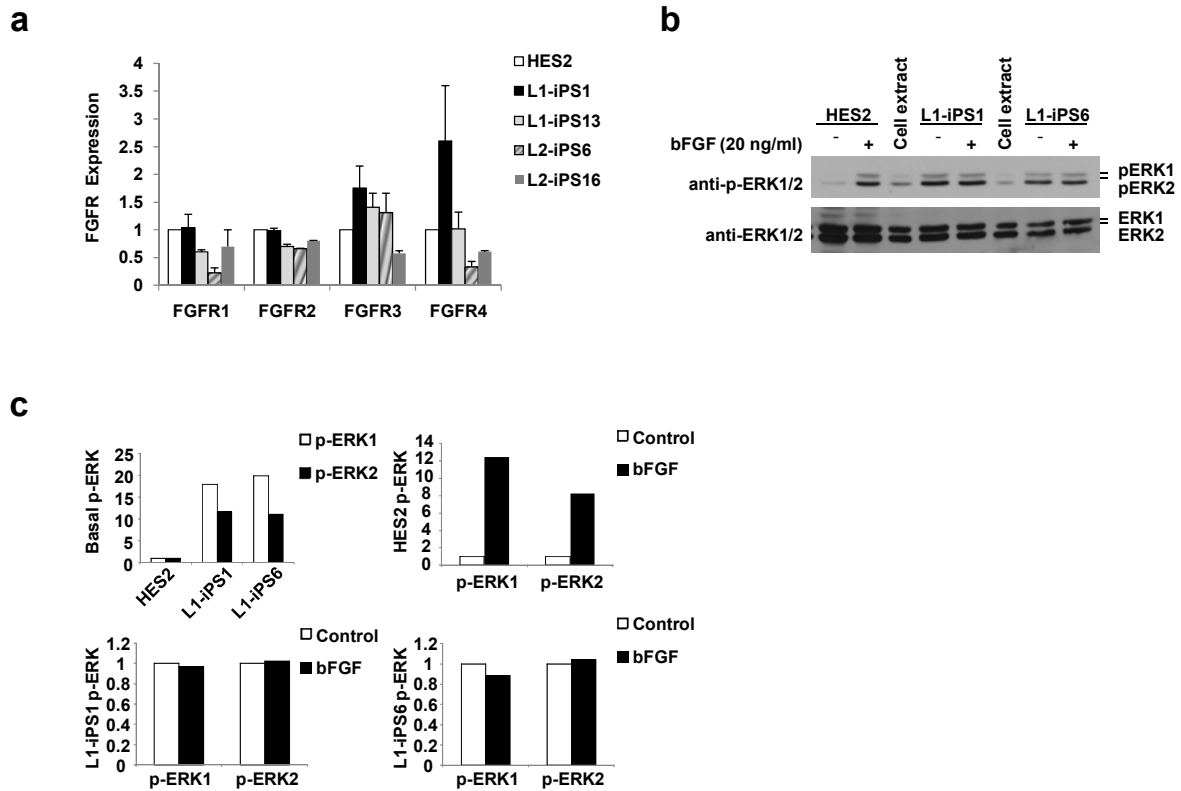 a
FGFR Expression
4
3.5
3
2.5
2
1.5
1
0.5
0
FGFR1 FGFR2 FGFR3 FGFR4
HES2
L1-iPS1
L1-iPS13
L2-iPS6
L2-iPS16
b
HES2 Cell extract L1-iPS1 Cell extract L1-iPS6
bFGF (20 ng/ml) - + - + - +
anti-p-ERK1/2
pERK1
pERK2
anti-ERK1/2
ERK1
ERK2
c
Basal p-ERK
25
20
15
10
5
0
HES2 L1-iPS1 L1-iPS6
p-ERK1
p-ERK2
HES2 p-ERK
14
12
10
8
6
4
2
0
p-ERK1 p-ERK2
Control
bFGF
L1-iPS1 p-ERK
1.2
1
0.8
0.6
0.4
0.2
0
p-ERK1 p-ERK2
Control
bFGF
L1-iPS6 p-ERK
1.2
1
0.8
0.6
0.4
0.2
0
p-ERK1 p-ERK2
Control
bFGF